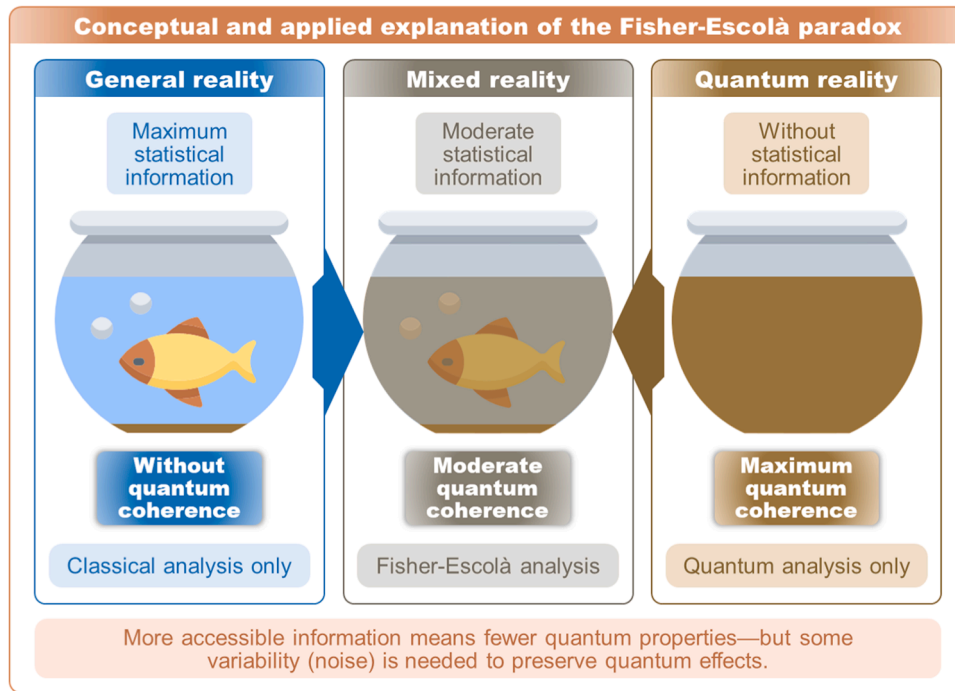 Conceptual and applied explanation of the Fisher-Escolà paradox
General reality
Maximum
statistical
information
Without
quantum
coherence
Classical analysis only
Mixed reality
Moderate
statistical
information
Moderate
quantum
coherence
Fisher-Escolà analysis
Quantum reality
Without
statistical
information
Maximum
quantum
coherence
Quantum analysis only
More accessible information means fewer quantum properties—but some
variability (noise) is needed to preserve quantum effects.